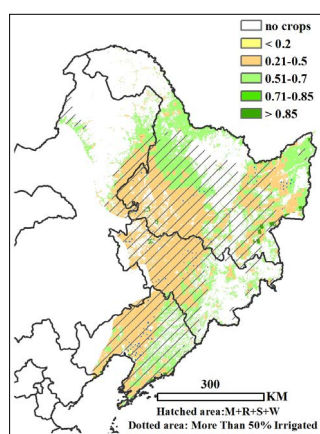 no crops
< 0.2
0.21-0.5
0.51-0.7
0.71-0.85
> 0.85
300
KM
Hatched area:M+R+S+W
Dotted area: More Than 50% Irrigated